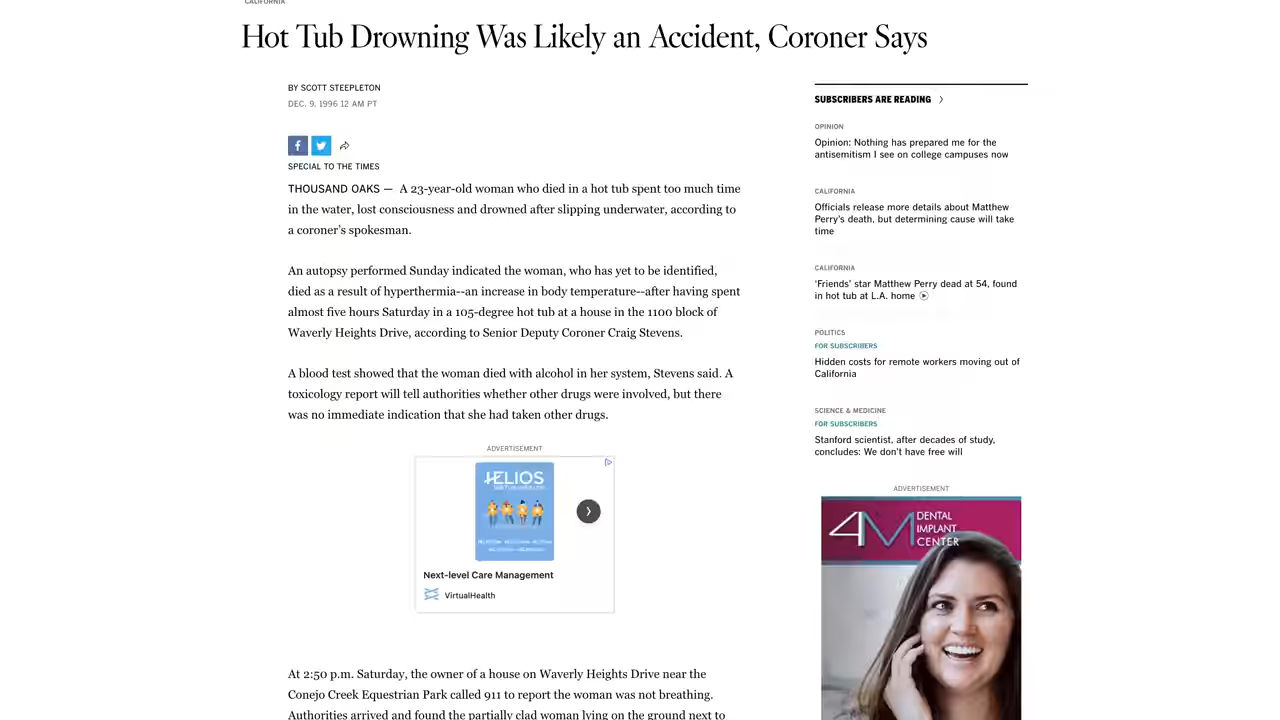 CALIFORNIA
Hot Tub Drowning Was Likely an Accident, Coroner Says
BY SCOTT STEEPLETON
DEC. 9, 1996 12 AM PT
SPECIAL TO THE TIMES
THOUSAND OAKS — A 23-year-old woman who died in a hot tub spent too much time
in the water, lost consciousness and drowned after slipping underwater, according to
a coroner’s spokesman.
An autopsy performed Sunday indicated the woman, who has yet to be identified,
died as a result of hyperthermia--an increase in body temperature--after having spent
almost five hours Saturday in a 105-degree hot tub at a house in the 1100 block of
Waverly Heights Drive, according to Senior Deputy Coroner Craig Stevens.
A blood test showed that the woman died with alcohol in her system, Stevens said. A
toxicology report will tell authorities whether other drugs were involved, but there
was no immediate indication that she had taken other drugs.
ADVERTISEMENT
HELIOS
Next-level Care Management
VirtualHealth
At 2:50 p.m. Saturday, the owner of a house on Waverly Heights Drive near the
Conejo Creek Equestrian Park called 911 to report the woman was not breathing.
Authorities arrived and found the partially clad woman lying on the ground next to
SUBSCRIBERS ARE READING
OPINION
Opinion: Nothing has prepared me for the
antisemitism I see on college campuses now
CALIFORNIA
Officials release more details about Matthew
Perry’s death, but determining cause will take
time
CALIFORNIA
‘Friends’ star Matthew Perry dead at 54, found
in hot tub at L.A. home
POLITICS
FOR SUBSCRIBERS
Hidden costs for remote workers moving out of
California
SCIENCE & MEDICINE
FOR SUBSCRIBERS
Stanford scientist, after decades of study,
concludes: We don’t have free will
ADVERTISEMENT
4M DENTAL
IMPLANT
CENTER